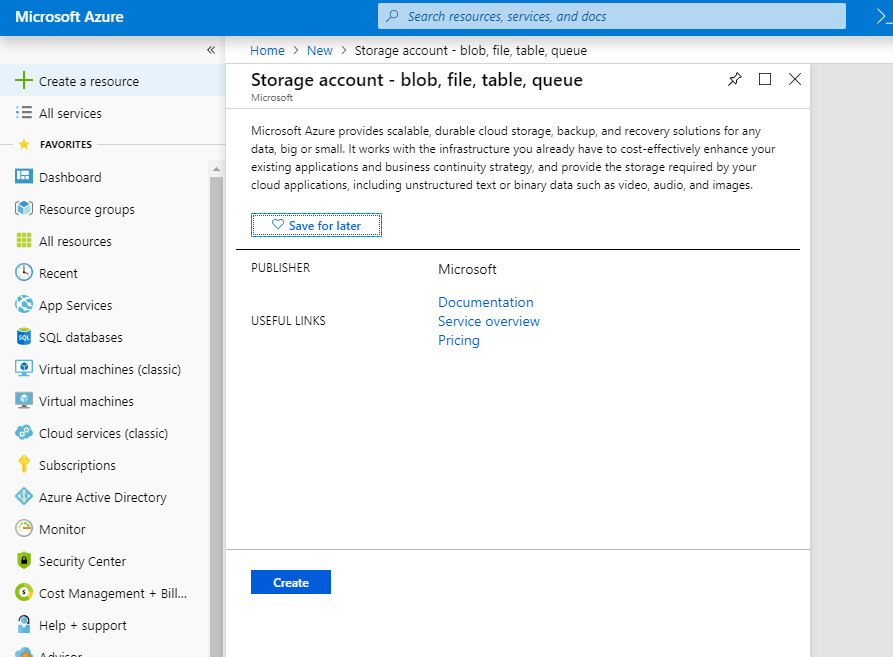 Microsoft Azure
Search resources, services, and docs
Home > New > Storage account - blob, file, table, queue
Create a resource
All services
FAVORITES
Dashboard
Resource groups
All resources
Recent
App Services
SQL databases
Virtual machines (classic)
Virtual machines
Cloud services (classic)
Subscriptions
Azure Active Directory
Monitor
Security Center
Cost Management + Bill...
Help + support
Advisor
Storage account - blob, file, table, queue
Microsoft
Microsoft Azure provides scalable, durable cloud storage, backup, and recovery solutions for any
data, big or small. It works with the infrastructure you already have to cost-effectively enhance your
existing applications and business continuity strategy, and provide the storage required by your
cloud applications, including unstructured text or binary data such as video, audio, and images.
Save for later
PUBLISHER Microsoft
USEFUL LINKS
Documentation
Service overview
Pricing
Create